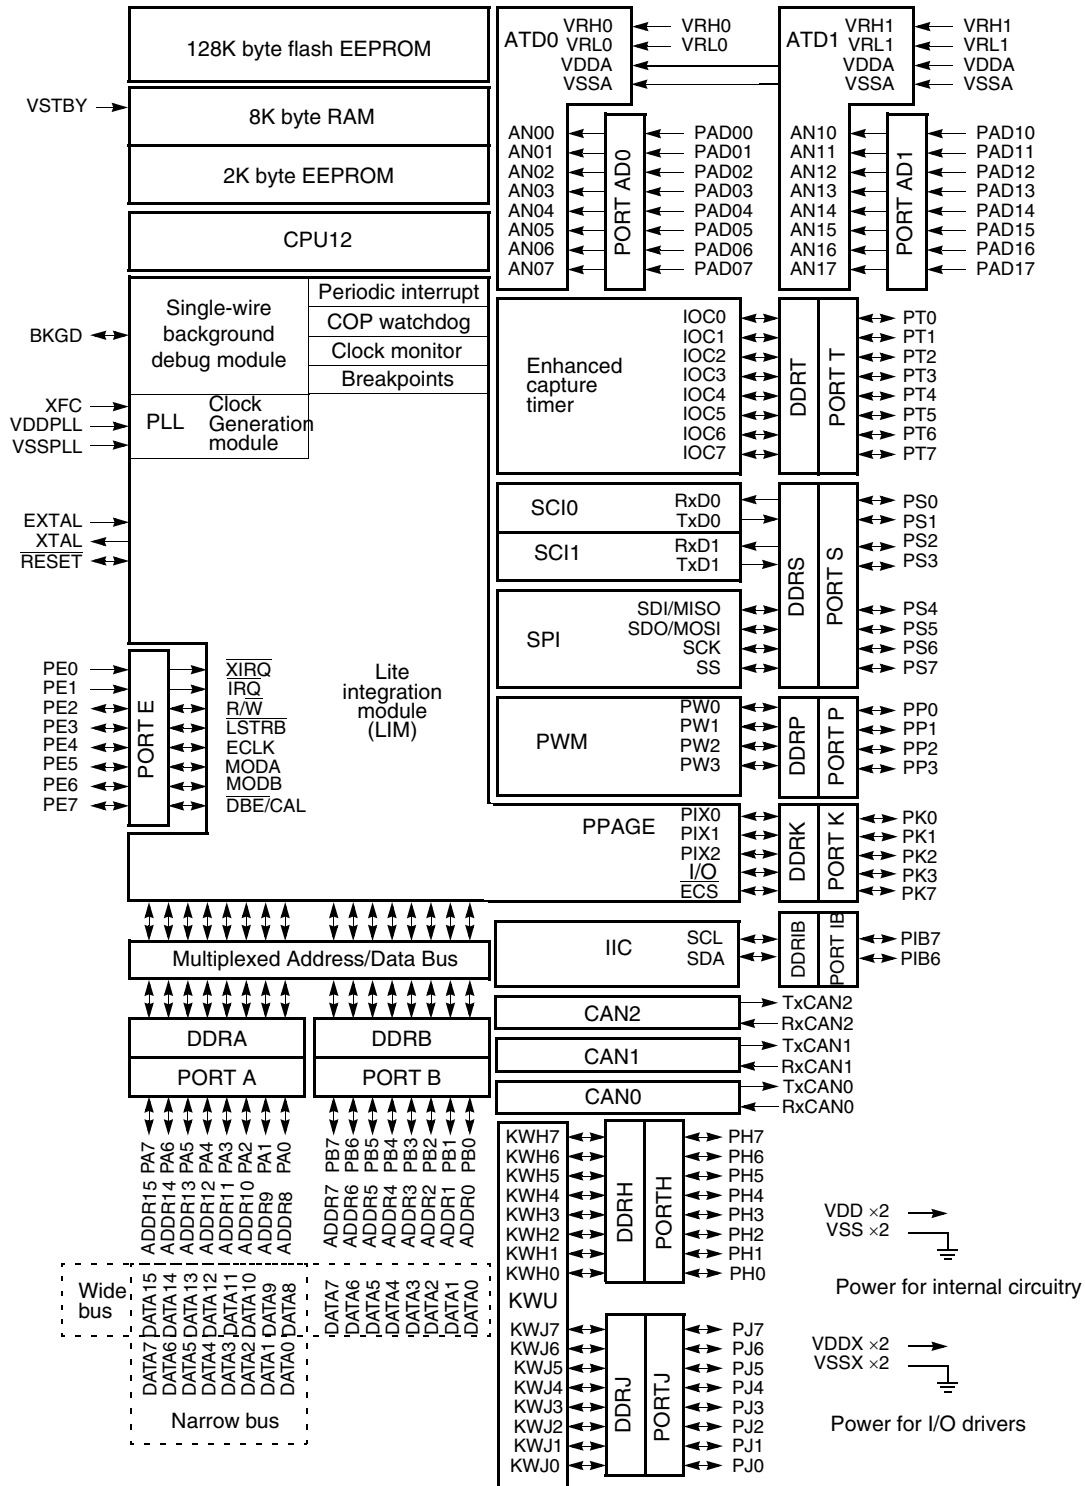 128K byte flash EEPROM
VSTBY
8K byte RAM
2K byte EEPROM
CPU12
Single-wire
background
debug module
BKGD
Periodic interrupt
COP watchdog
Clock monitor
Breakpoints
XFC
VDDPLL
VSSPLL
PLL
Clock
Generation
module
EXTAL
XTAL
RESET
PE0
PE1
PE2
PE3
PE4
PE5
PE6
PE7
PORT E
XIRQ
IRQ
R/W
LSTRB
ECLK
MODA
MODB
DBE/CAL
Lite
integration
module
(LIM)
ATD0
VRH0
VRL0
VDDA
VSSA
VRH0
VRL0
AN00
AN01
AN02
AN03
AN04
AN05
AN06
AN07
PORT AD0
PAD00
PAD01
PAD02
PAD03
PAD04
PAD05
PAD06
PAD07
ATD1
VRH1
VRL1
VDDA
VSSA
VRH1
VRL1
VDDA
VSSA
AN10
AN11
AN12
AN13
AN14
AN15
AN16
AN17
PORT AD1
PAD10
PAD11
PAD12
PAD13
PAD14
PAD15
PAD16
PAD17
Enhanced
capture
timer
IOC0
IOC1
IOC2
IOC3
IOC4
IOC5
IOC6
IOC7
DDRT
PORT T
PT0
PT1
PT2
PT3
PT4
PT5
PT6
PT7
SCI0
RxD0
TxD0
SCI1
RxD1
TxD1
SPI
SDI/MISO
SDO/MOSI
SCK
SS
DDRS
PORT S
PS0
PS1
PS2
PS3
PS4
PS5
PS6
PS7
PWM
PW0
PW1
PW2
PW3
DDRP
PORT P
PP0
PP1
PP2
PP3
PPAGE
PIX0
PIX1
PIX2
I/O
ECS
DDRK
PORT K
PK0
PK1
PK2
PK3
PK7
IIC
SCL
SDA
DDRIB
PORT IB
PIB7
PIB6
CAN2
TxCAN2
RxCAN2
CAN1
TxCAN1
RxCAN1
CAN0
TxCAN0
RxCAN0
Multiplexed Address/Data Bus
DDRA
PORT A
DDRB
PORT B
PA7
PA6
PA5
PA4
PA3
PA2
PA1
PA0
ADDR15
ADDR14
ADDR13
ADDR12
ADDR11
ADDR10
ADDR9
ADDR8
PB7
PB6
PB5
PB4
PB3
PB2
PB1
PB0
ADDR7
ADDR6
ADDR5
ADDR4
ADDR3
ADDR2
ADDR1
ADDR0
Wide
bus
DATA15
DATA14
DATA13
DATA12
DATA11
DATA10
DATA9
DATA8
DATA7
DATA6
DATA5
DATA4
DATA3
DATA2
DATA1
DATA0
DATA7
DATA6
DATA5
DATA4
DATA3
DATA2
DATA1
DATA0
Narrow bus
KWH7
KWH6
KWH5
KWH4
KWH3
KWH2
KWH1
KWH0
DDRH
PORTH
PH7
PH6
PH5
PH4
PH3
PH2
PH1
PH0
KWU
KWJ7
KWJ6
KWJ5
KWJ4
KWJ3
KWJ2
KWJ1
KWJ0
DDRJ
PORTJ
PJ7
PJ6
PJ5
PJ4
PJ3
PJ2
PJ1
PJ0
VDD ×2
VSS ×2
Power for internal circuitry
VDDX ×2
VSSX ×2
Power for I/O drivers